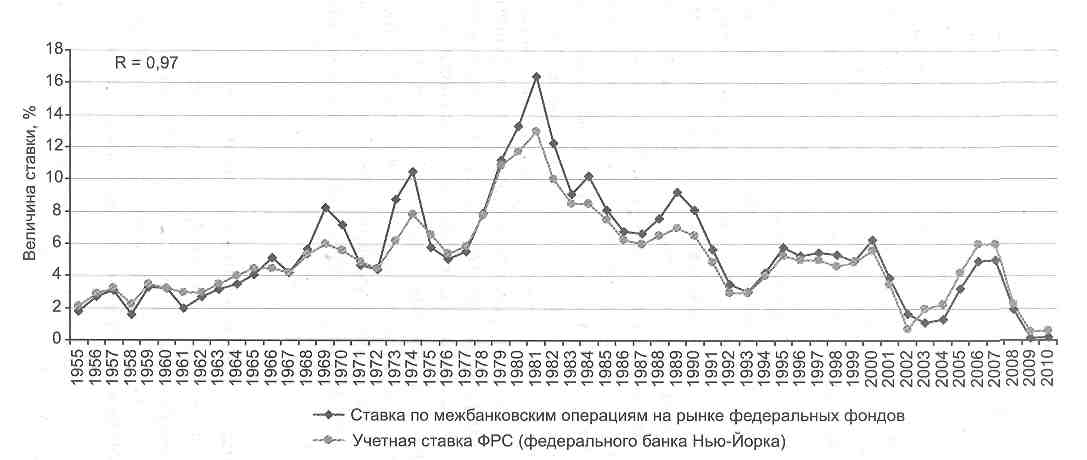 18
R = 0,97
16
14
12
10
8
6
4
2
0
Величина ставки, %
1955 1956 1957 1958 1959 1960 1961 1962 1963 1964 1965 1966 1967 1968 1969 1970 1971 1972 1973 1974 1975 1976 1977 1978 1979 1980 1981 1982 1983 1984 1985 1986 1987 1988 1989 1990 1991 1992 1993 1994 1995 1996 1997 1998 1999 2000 2001 2002 2003 2004 2005 2006 2007 2008 2009 2010
Ставка по межбанковским операциям на рынке федеральных фондов
Учетная ставка ФРС (федерального банка Нью-Йорка)